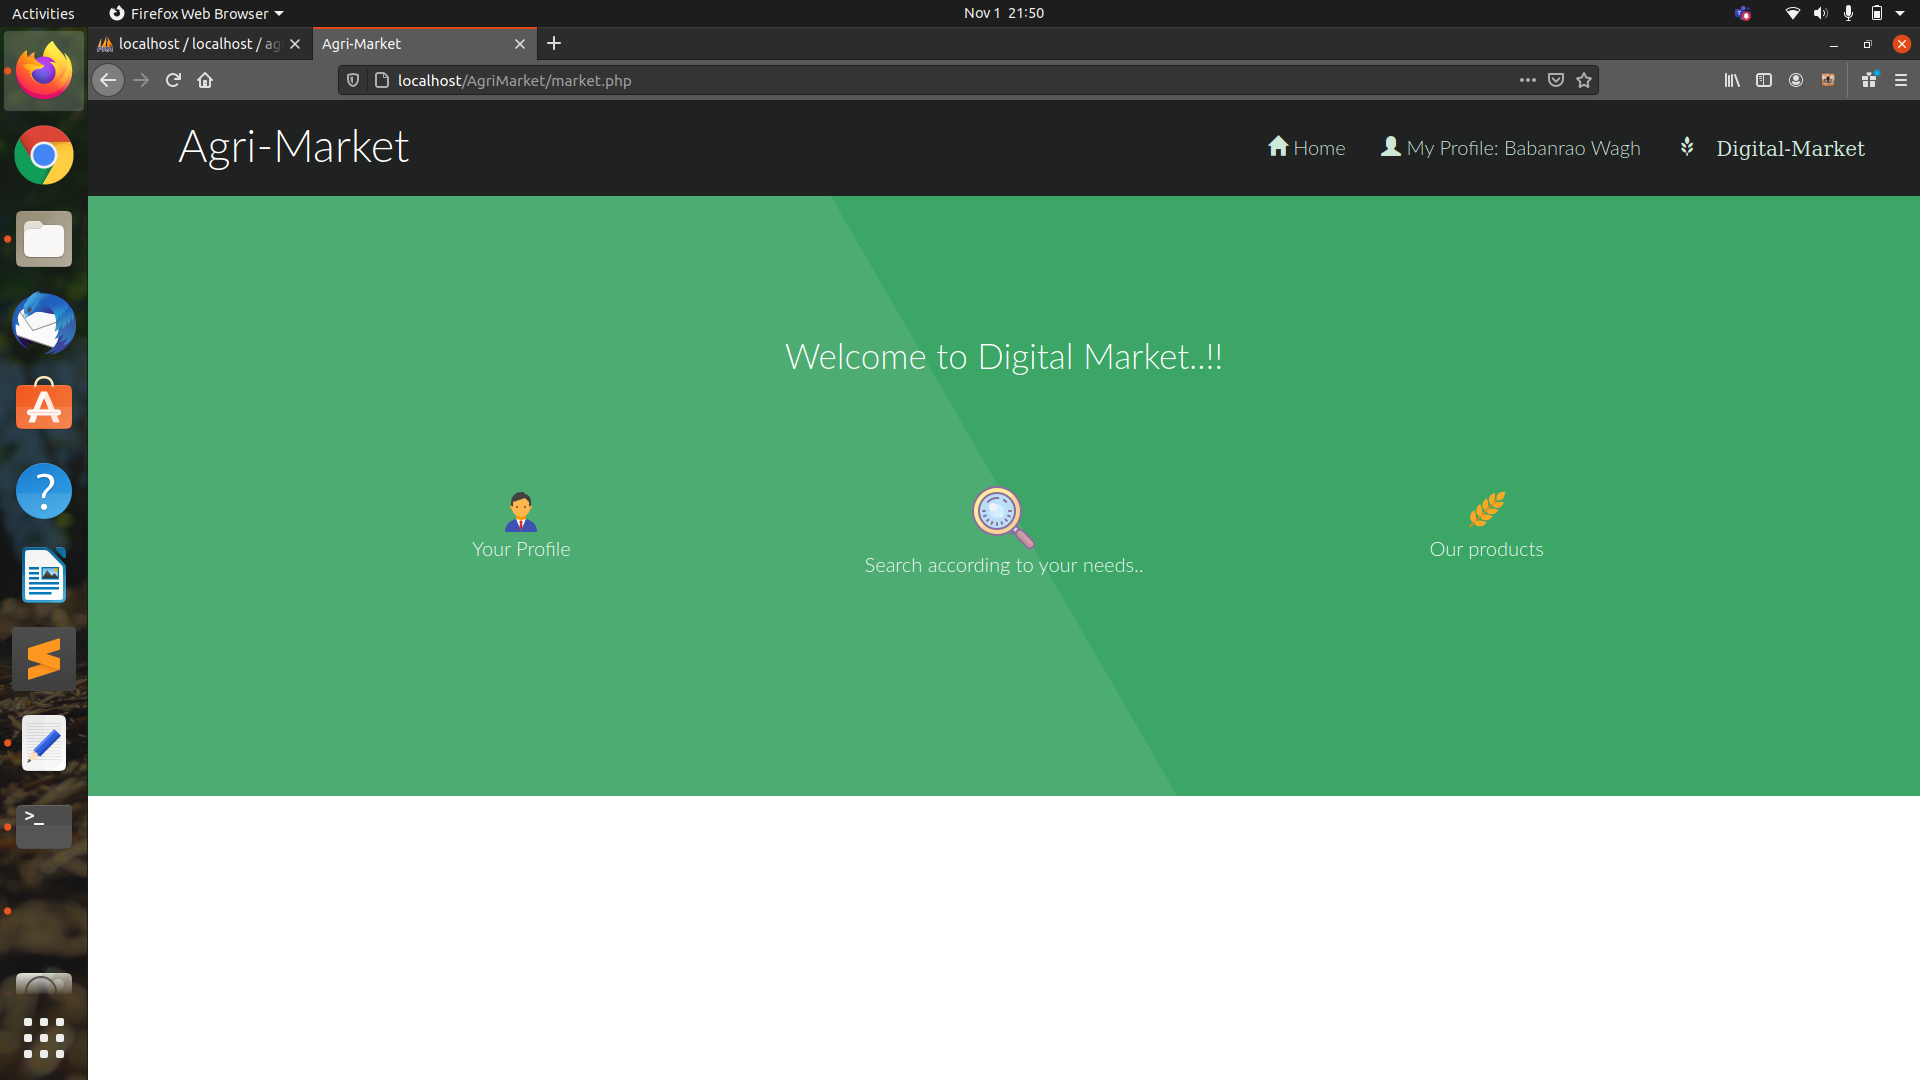 Activities
Firefox Web Browser
Nov 1 21:50
localhost / localhost / ag
Agri-Market
localhost/AgriMarket/market.php
Agri-Market
Home
My Profile: Babanrao Wagh
Digital-Market
Welcome to Digital Market..!!
Your Profile
Search according to your needs..
Our products